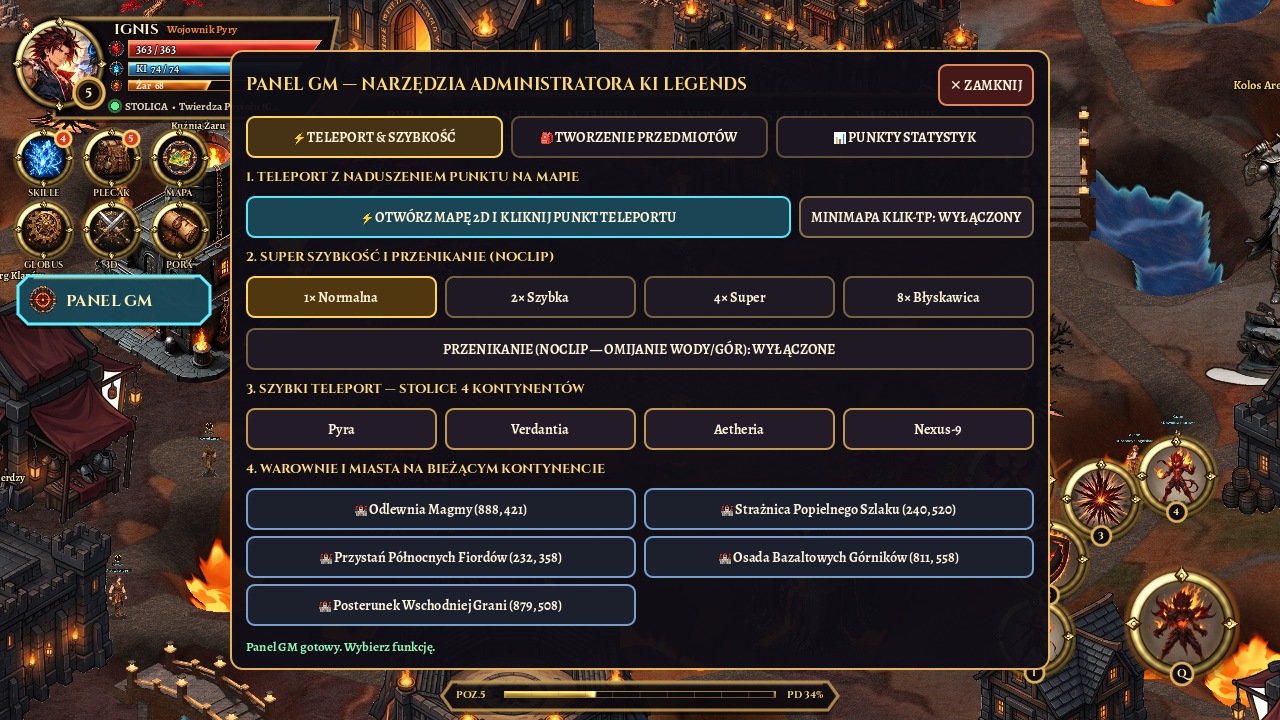 IGNIS Wojownik Pyry
363 / 363
KI 74 / 74
Żar 68
5
STOLICA • Twierdza
Kuźnia Żaru
4
5
SKILLE PLECAK MAPA
GLOBUS 3D PORA
PANEL GM
PANEL GM — NARZĘDZIA ADMINISTRATORA KI LEGENDS
× ZAMKNIJ
⚡TELEPORT & SZYBKOŚĆ
🎒TWORZENIE PRZEDMIOTÓW
📊PUNKTY STATYSTYK
1. TELEPORT Z NADUSZENIEM PUNKTU NA MAPIE
⚡OTWÓRZ MAPĘ 2D I KLIKNIJ PUNKT TELEPORTU
MINIMAPA KLIK-TP: WYŁĄCZONY
2. SUPER SZYBKOŚĆ I PRZENIKANIE (NOCLIP)
1× Normalna
2× Szybka
4× Super
8× Błyskawica
PRZENIKANIE (NOCLIP — OMIJANIE WODY/GÓR): WYŁĄCZONE
3. SZYBKI TELEPORT — STOLICE 4 KONTYNENTÓW
Pyra
Verdantia
Aetheria
Nexus-9
4. WAROWNIE I MIASTA NA BIEŻĄCYM KONTYNENCIE
🏰Odlewnia Magmy (888, 421)
🏰Strażnica Popielnego Szlaku (240, 520)
🏰Przystań Północnych Fiordów (232, 358)
🏰Osada Bazaltowych Górników (811, 558)
🏰Posterunek Wschodniej Grani (879, 508)
Panel GM gotowy. Wybierz funkcję.
Kolos
erdzy
4
3
1
Q
POZ.5
PD 34%